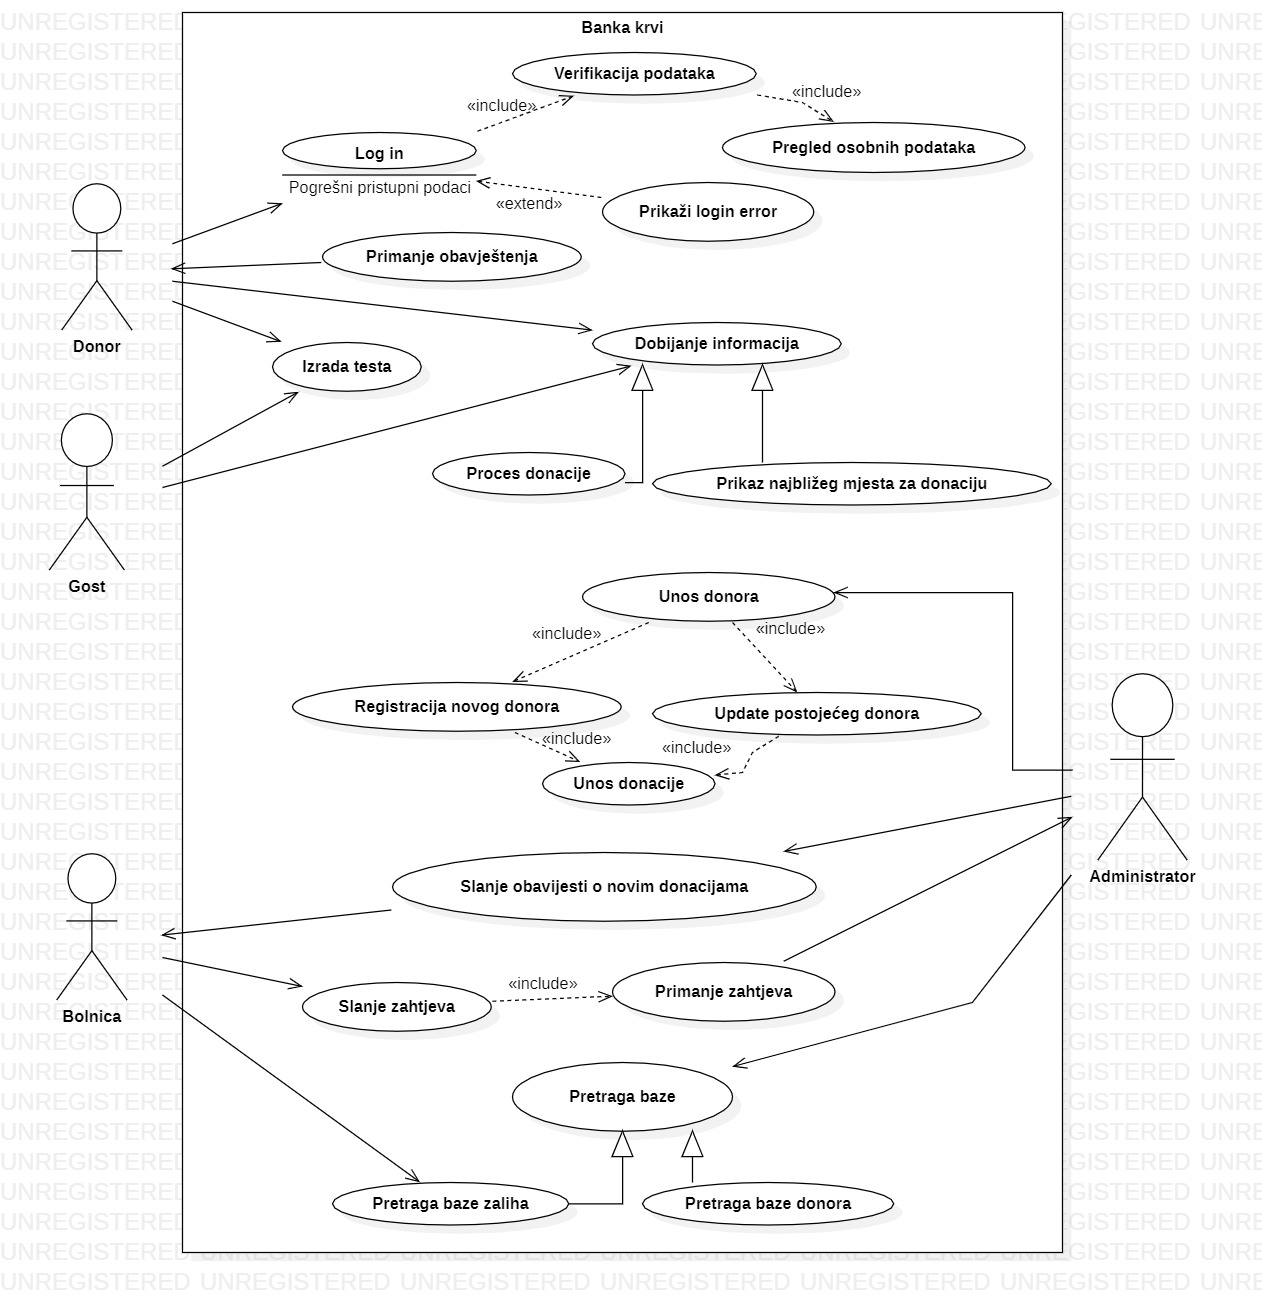 Banka krvi
Verifikacija podataka
«include»
«include»
Log in
Pregled osobnih podataka
Pogrešni pristupni podaci
«extend»
Prikaži login error
Primanje obavještenja
Donor
Dobijanje informacija
Izrada testa
Proces donacije
Prikaz najbližeg mjesta za donaciju
Gost
Unos donora
«include»
«include»
Registracija novog donora
Update postojećeg donora
«include»
«include»
Unos donacije
Administrator
Slanje obavijesti o novim donacijama
«include»
Primanje zahtjeva
Slanje zahtjeva
Bolnica
Pretraga baze
Pretraga baze zaliha
Pretraga baze donora
UNREGISTERED UNREGISTERED UNREGISTERED UNREGISTERED UNREGISTERED UNREGISTERED UNRE